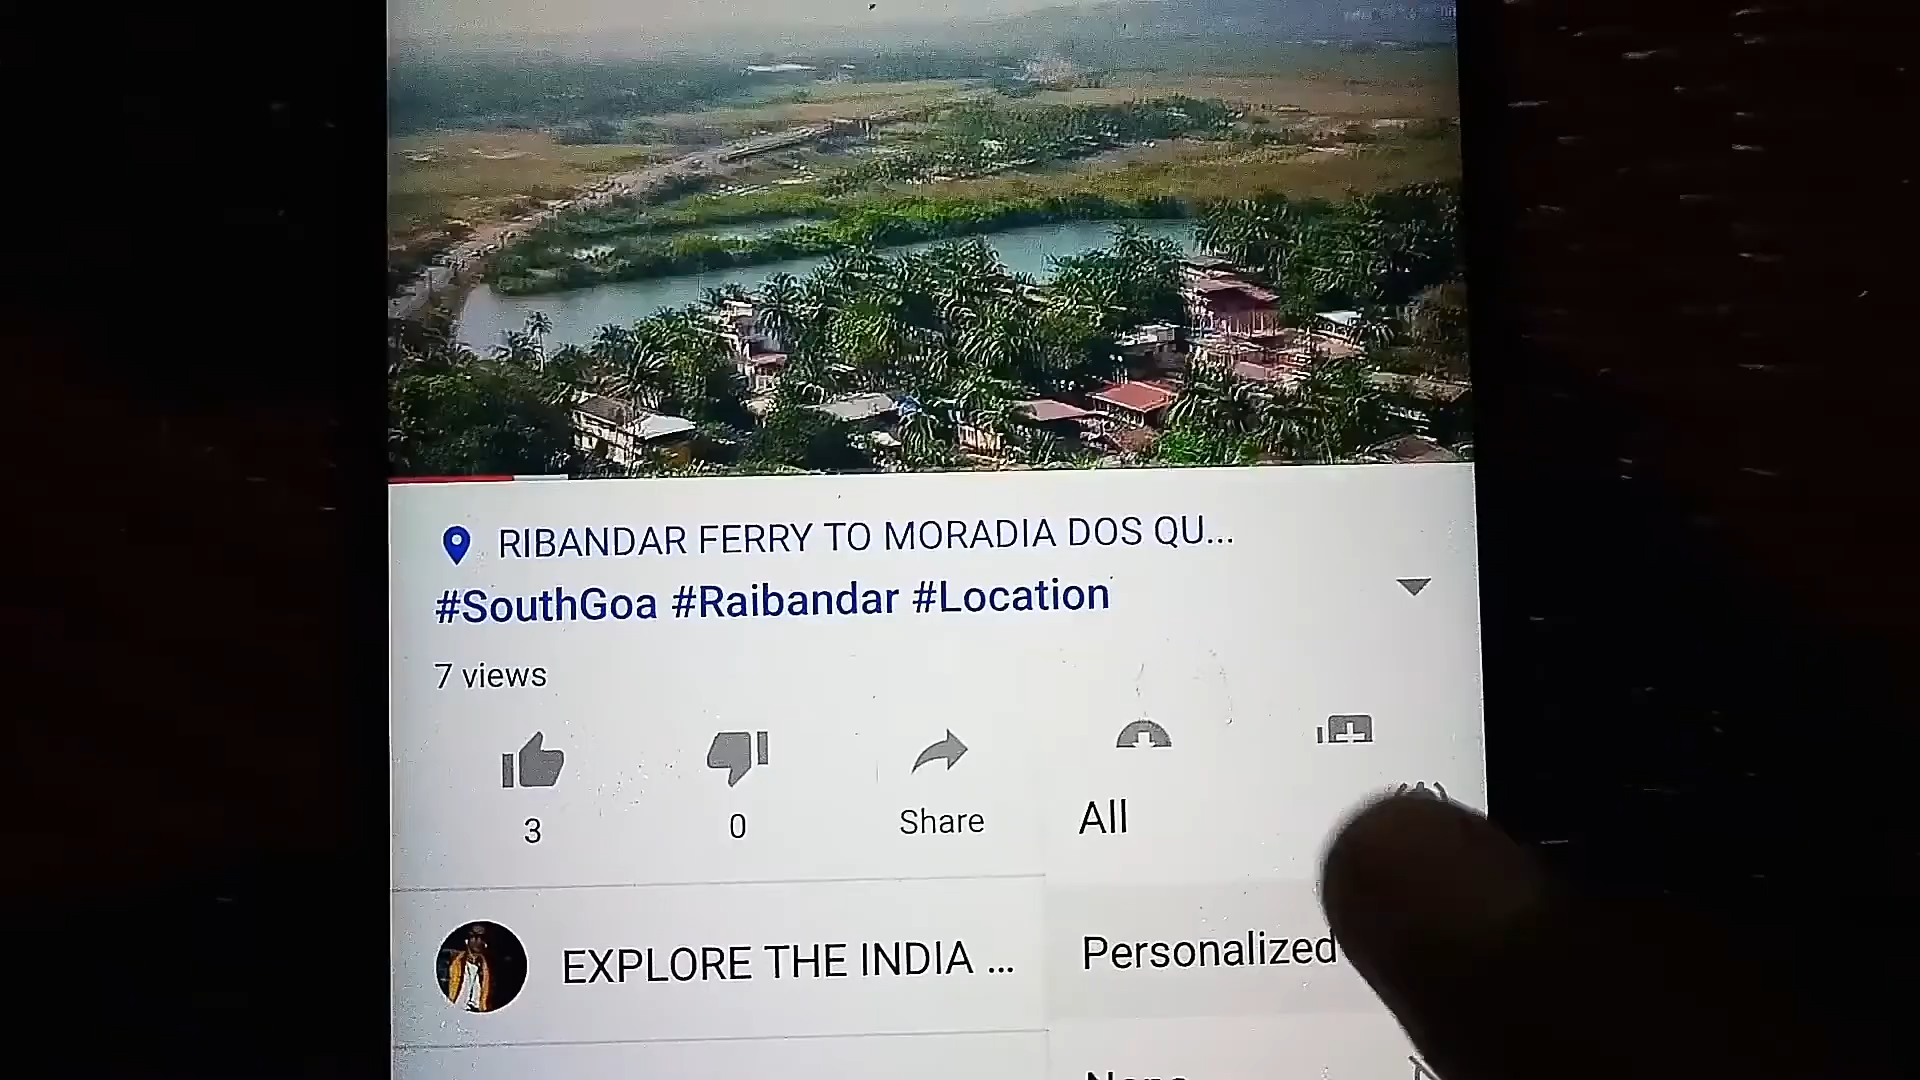 RIBANDAR FERRY TO MORADIA DOS QU...
#SouthGoa #Raibandar #Location
7 views
3
0
Share
All
EXPLORE THE INDIA ...
Personalized
None